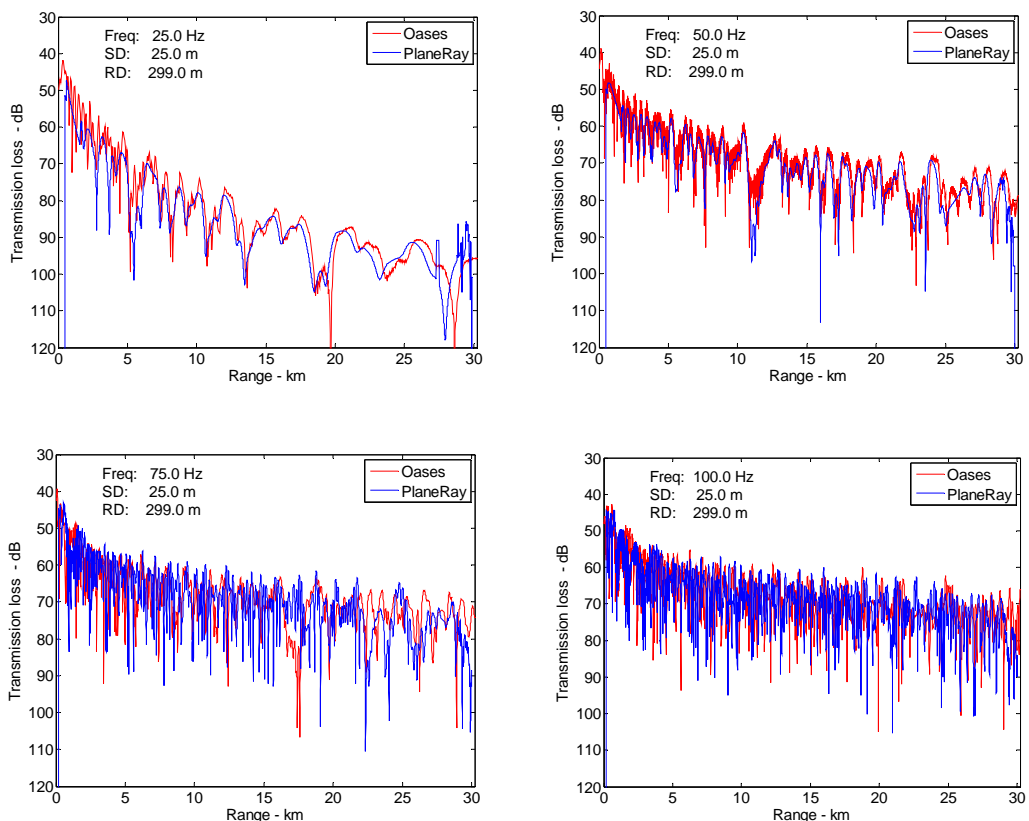 30
40
50
60
70
80
90
100
110
120
Transmission loss - dB
Freq: 25.0 Hz
SD: 25.0 m
RD: 299.0 m
Oases
PlaneRay
0 5 10 15 20 25 30
Range - km
30
40
50
60
70
80
90
100
110
120
Transmission loss - dB
Freq: 50.0 Hz
SD: 25.0 m
RD: 299.0 m
Oases
PlaneRay
0 5 10 15 20 25 30
Range - km
30
40
50
60
70
80
90
100
110
120
Transmission loss - dB
Freq: 75.0 Hz
SD: 25.0 m
RD: 299.0 m
Oases
PlaneRay
0 5 10 15 20 25 30
Range - km
30
40
50
60
70
80
90
100
110
120
Transmission loss - dB
Freq: 100.0 Hz
SD: 25.0 m
RD: 299.0 m
Oases
PlaneRay
0 5 10 15 20 25 30
Range - km